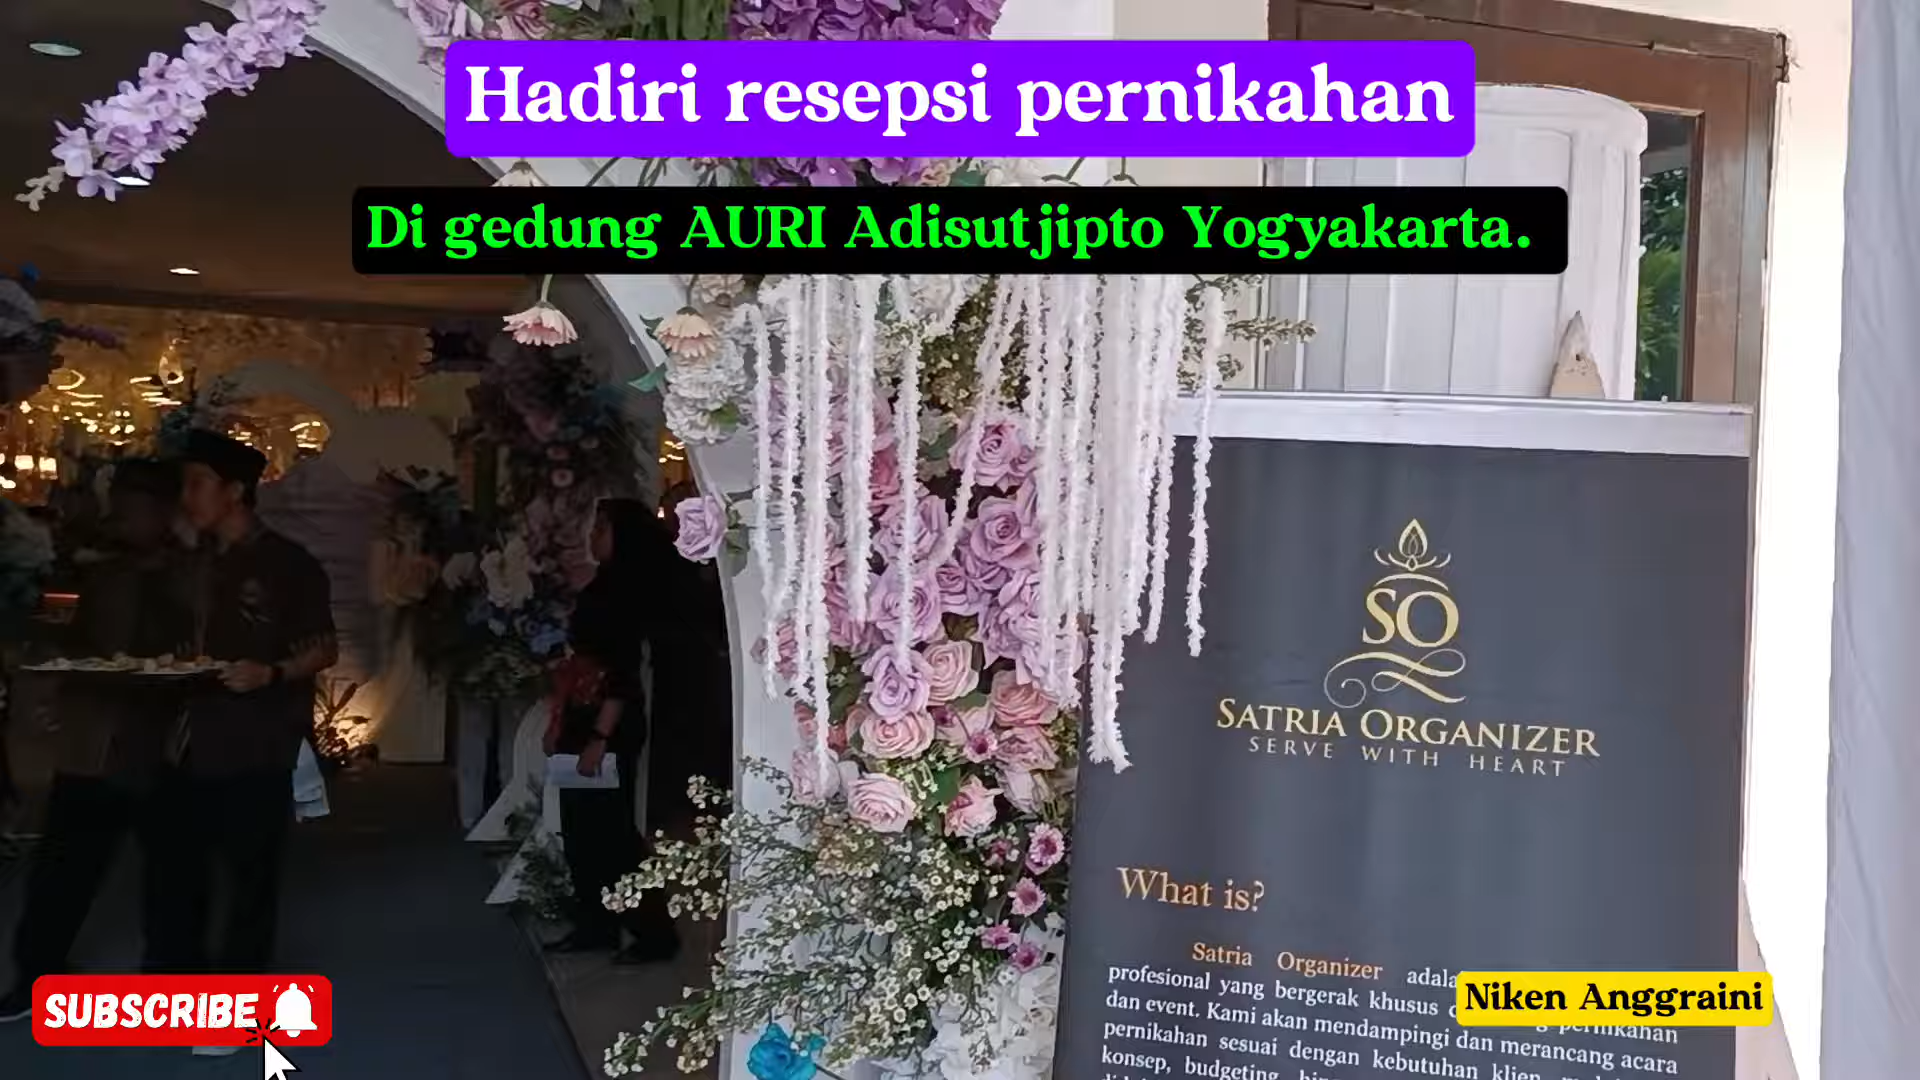 Hadiri resepsi pernikahan
Di gedung AURI Adisutjipto Yogyakarta.
SO
SATRIA ORGANIZER
SERVE WITH HEART
What is?
Satria Organizer
profesional yang bergerak khusus pernikahan
dan event. Kami akan mendampingi dan merancang acara
pernikahan sesuai dengan kebutuhan klien
konsep, budgeting
Niken Anggraini
SUBSCRIBE